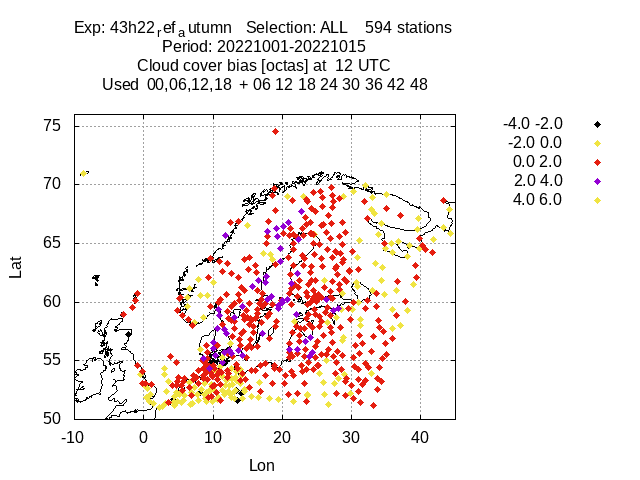 Exp: 43h22ref autumn Selection: ALL 594 stations
Period: 20221001-20221015
Cloud cover bias [octas] at 12 UTC
Used 00,06,12,18 + 06 12 18 24 30 36 42 48
-4.0 -2.0
-2.0 0.0
0.0 2.0
2.0 4.0
4.0 6.0
75
70
65
60
55
50
Lat
-10 0 10 20 30 40
Lon